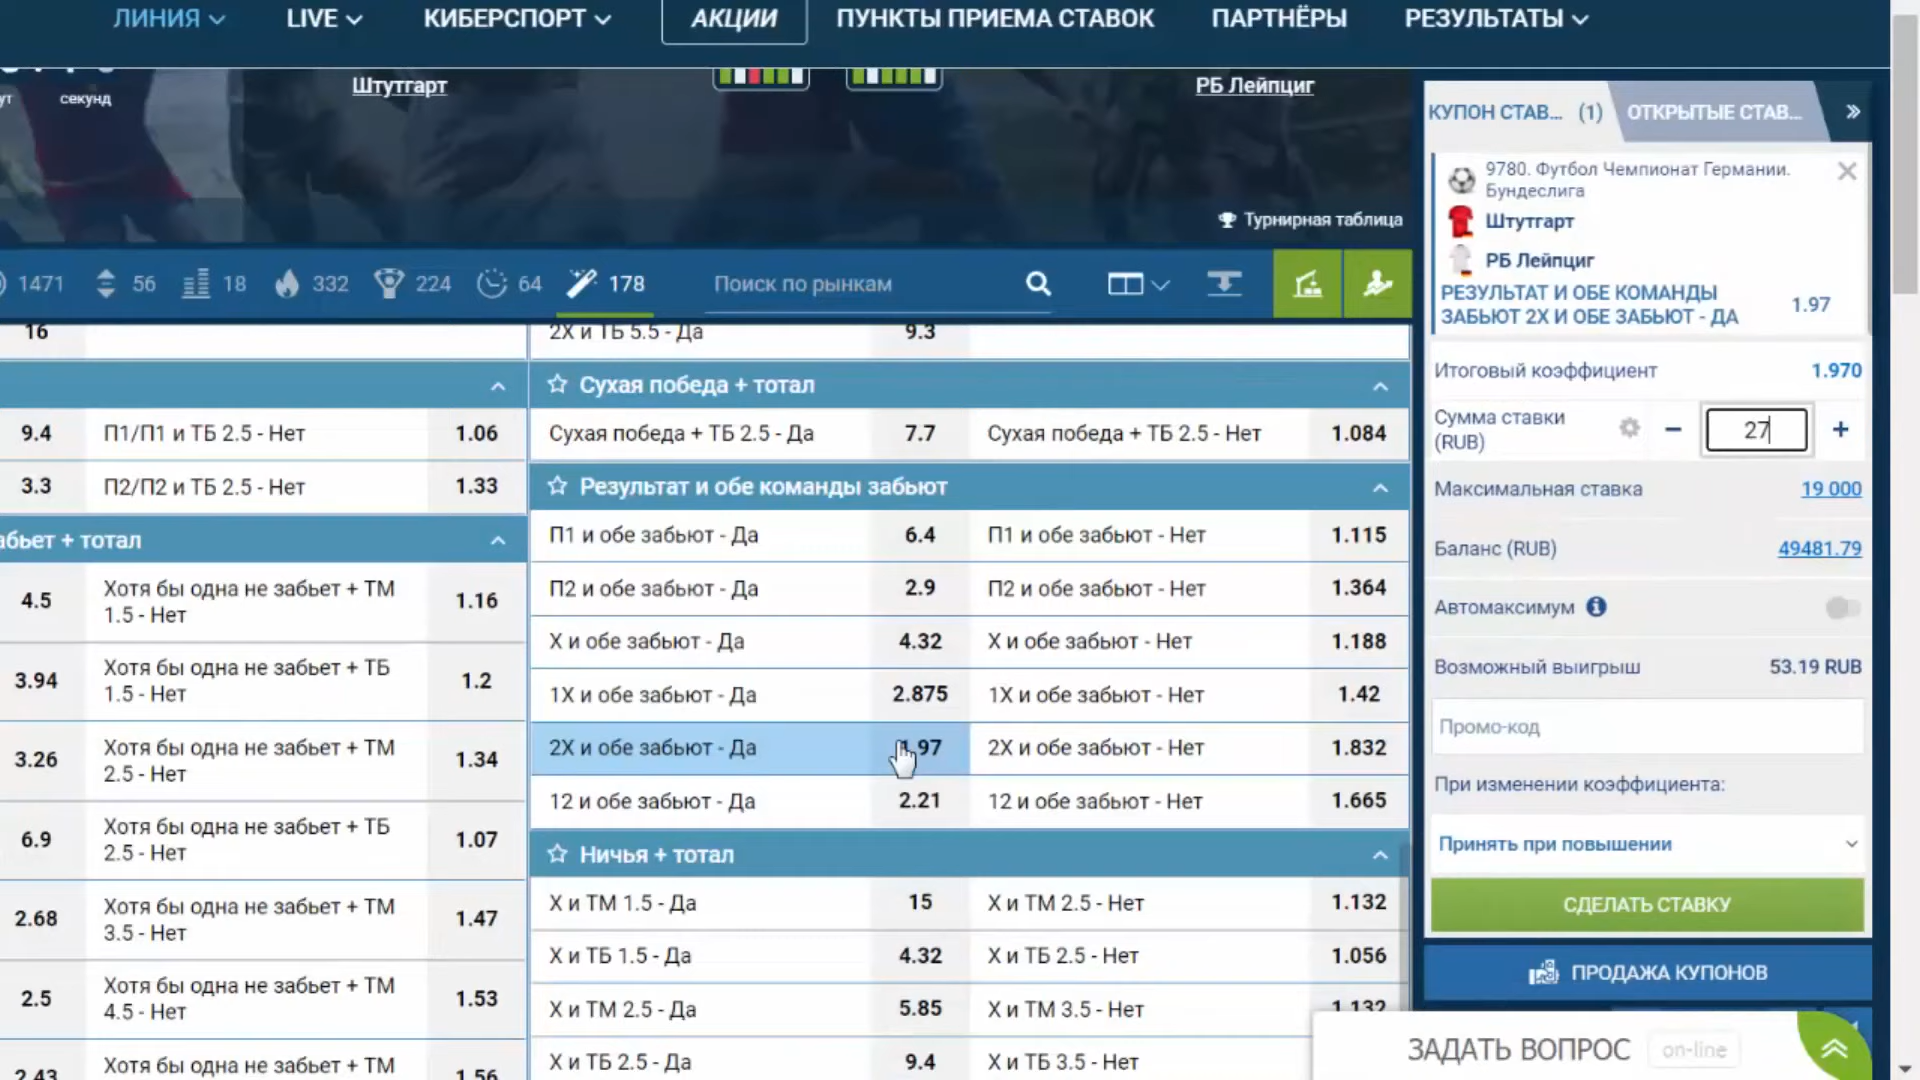 ЛИНИЯ LIVE КИБЕРСПОРТ АКЦИИ ПУНКТЫ ПРИЕМА СТАВОК ПАРТНЁРЫ РЕЗУЛЬТАТЫ
секунд
Штутгарт
РБ Лейпциг
Турнирная таблица
1471 56 18 332 224 64 178 Поиск по рынкам
16
9.4 П1/П1 и ТБ 2.5 - Нет 1.06
3.3 П2/П2 и ТБ 2.5 - Нет 1.33
абьет + тотал
4.5 Хотя бы одна не забьет + ТМ 1.16
1.5 - Нет
3.94 Хотя бы одна не забьет + ТБ 1.2
1.5 - Нет
3.26 Хотя бы одна не забьет + ТМ 1.34
2.5 - Нет
6.9 Хотя бы одна не забьет + ТБ 1.07
2.5 - Нет
2.68 Хотя бы одна не забьет + ТМ 1.47
3.5 - Нет
2.5 Хотя бы одна не забьет + ТМ 1.53
4.5 - Нет
2.43 Хотя бы одна не забьет + ТМ 1.56
2Х и ТБ 5.5 - Да 9.3
Сухая победа + тотал
Сухая победа + ТБ 2.5 - Да 7.7 Сухая победа + ТБ 2.5 - Нет 1.084
Результат и обе команды забьют
П1 и обе забьют - Да 6.4 П1 и обе забьют - Нет 1.115
П2 и обе забьют - Да 2.9 П2 и обе забьют - Нет 1.364
Х и обе забьют - Да 4.32 Х и обе забьют - Нет 1.188
1Х и обе забьют - Да 2.875 1Х и обе забьют - Нет 1.42
2Х и обе забьют - Да 1.97 2Х и обе забьют - Нет 1.832
12 и обе забьют - Да 2.21 12 и обе забьют - Нет 1.665
Ничья + тотал
Х и ТМ 1.5 - Да 15 Х и ТМ 2.5 - Нет 1.132
Х и ТБ 1.5 - Да 4.32 Х и ТБ 2.5 - Нет 1.056
Х и ТМ 2.5 - Да 5.85 Х и ТМ 3.5 - Нет 1.132
Х и ТБ 2.5 - Да 9.4 Х и ТБ 3.5 - Нет
КУПОН СТАВ... (1) ОТКРЫТЫЕ СТАВ...
9780. Футбол Чемпионат Германии.
Бундеслига
Штутгарт
РБ Лейпциг
РЕЗУЛЬТАТ И ОБЕ КОМАНДЫ
ЗАБЬЮТ 2Х И ОБЕ ЗАБЬЮТ - ДА 1.97
Итоговый коэффициент 1.970
Сумма ставки
(RUB) − 27 +
Максимальная ставка 19 000
Баланс (RUB) 49481.79
Автомаксимум
Возможный выигрыш 53.19 RUB
Промо-код
При изменении коэффициента:
Принять при повышении
СДЕЛАТЬ СТАВКУ
ПРОДАЖА КУПОНОВ
ЗАДАТЬ ВОПРОС on-line